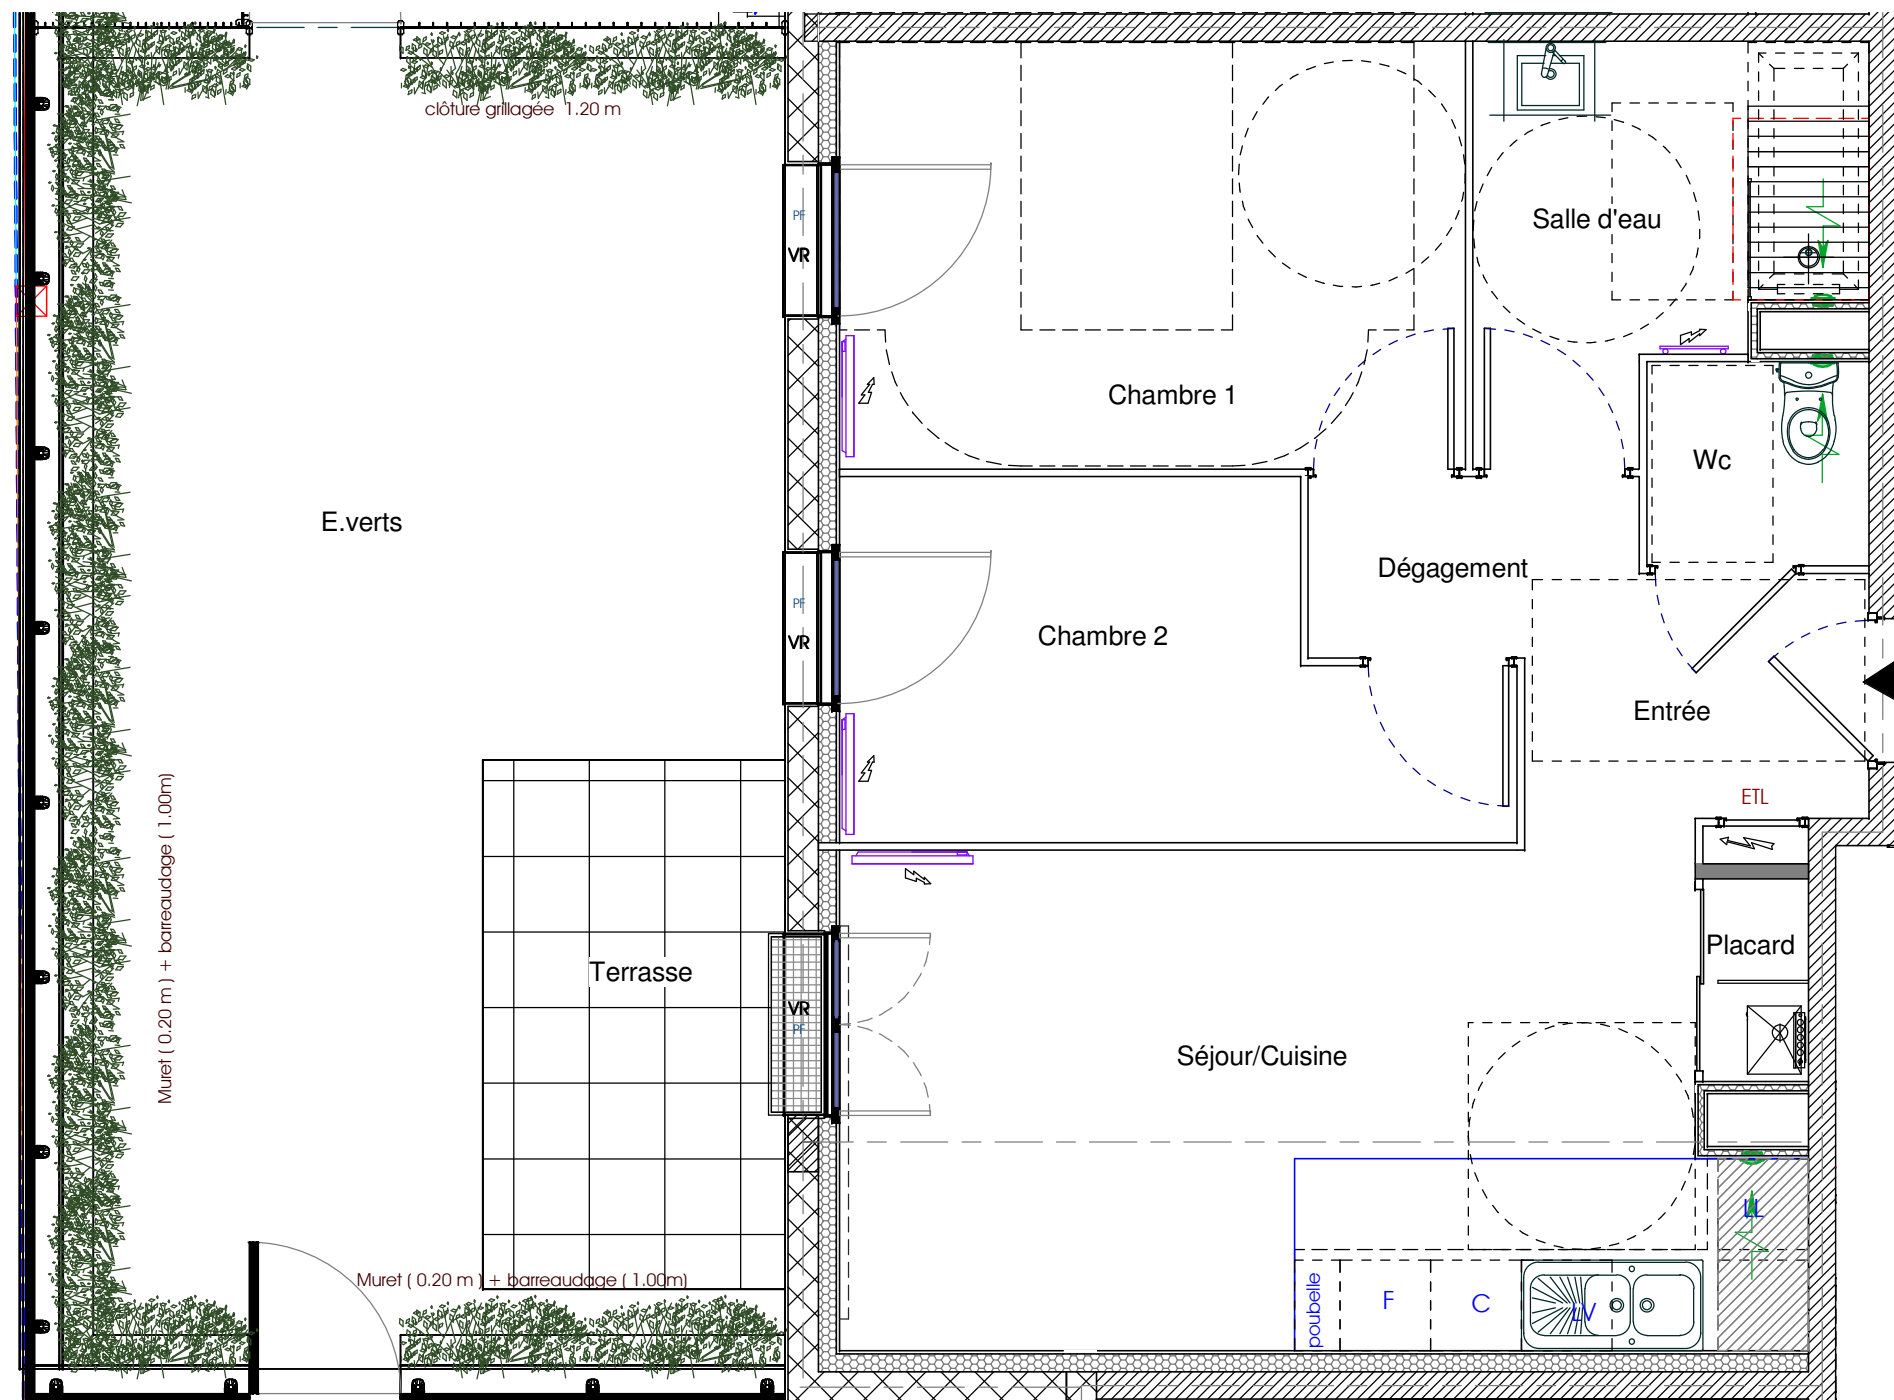 clôture grillagée 1.20 m
PF
VR
Salle d'eau
Chambre 1
Wc
E.verts
Dégagement
PF
VR
Chambre 2
Entrée
ETL
Muret ( 0.20 m ) + barreaudage ( 1.00m)
Placard
Terrasse
VR
PF
Séjour/Cuisine
LL
Muret ( 0.20 m ) + barreaudage ( 1.00m)
poubelle
F
C
LV